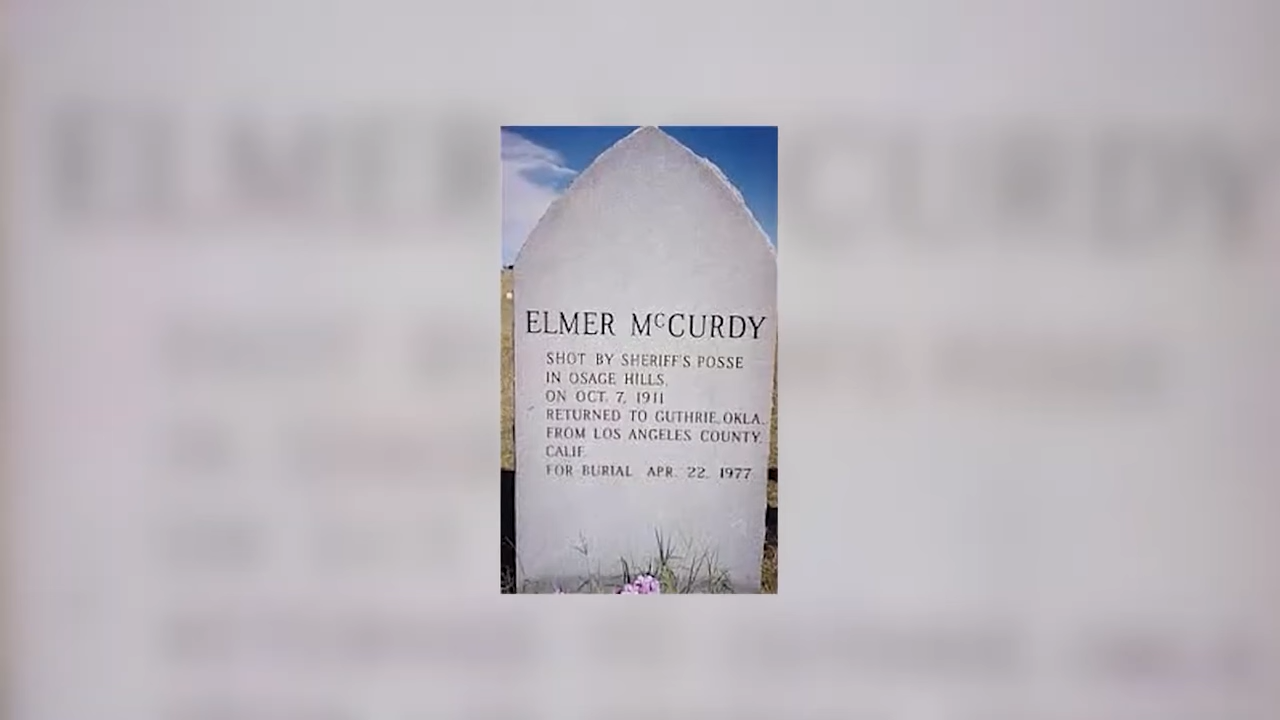 ELMER McCURDY
SHOT BY SHERIFF'S POSSE
IN OSAGE HILLS,
ON OCT. 7, 1911
RETURNED TO GUTHRIE, OKLA.
FROM LOS ANGELES COUNTY,
CALIF.
FOR BURIAL APR. 22, 1977